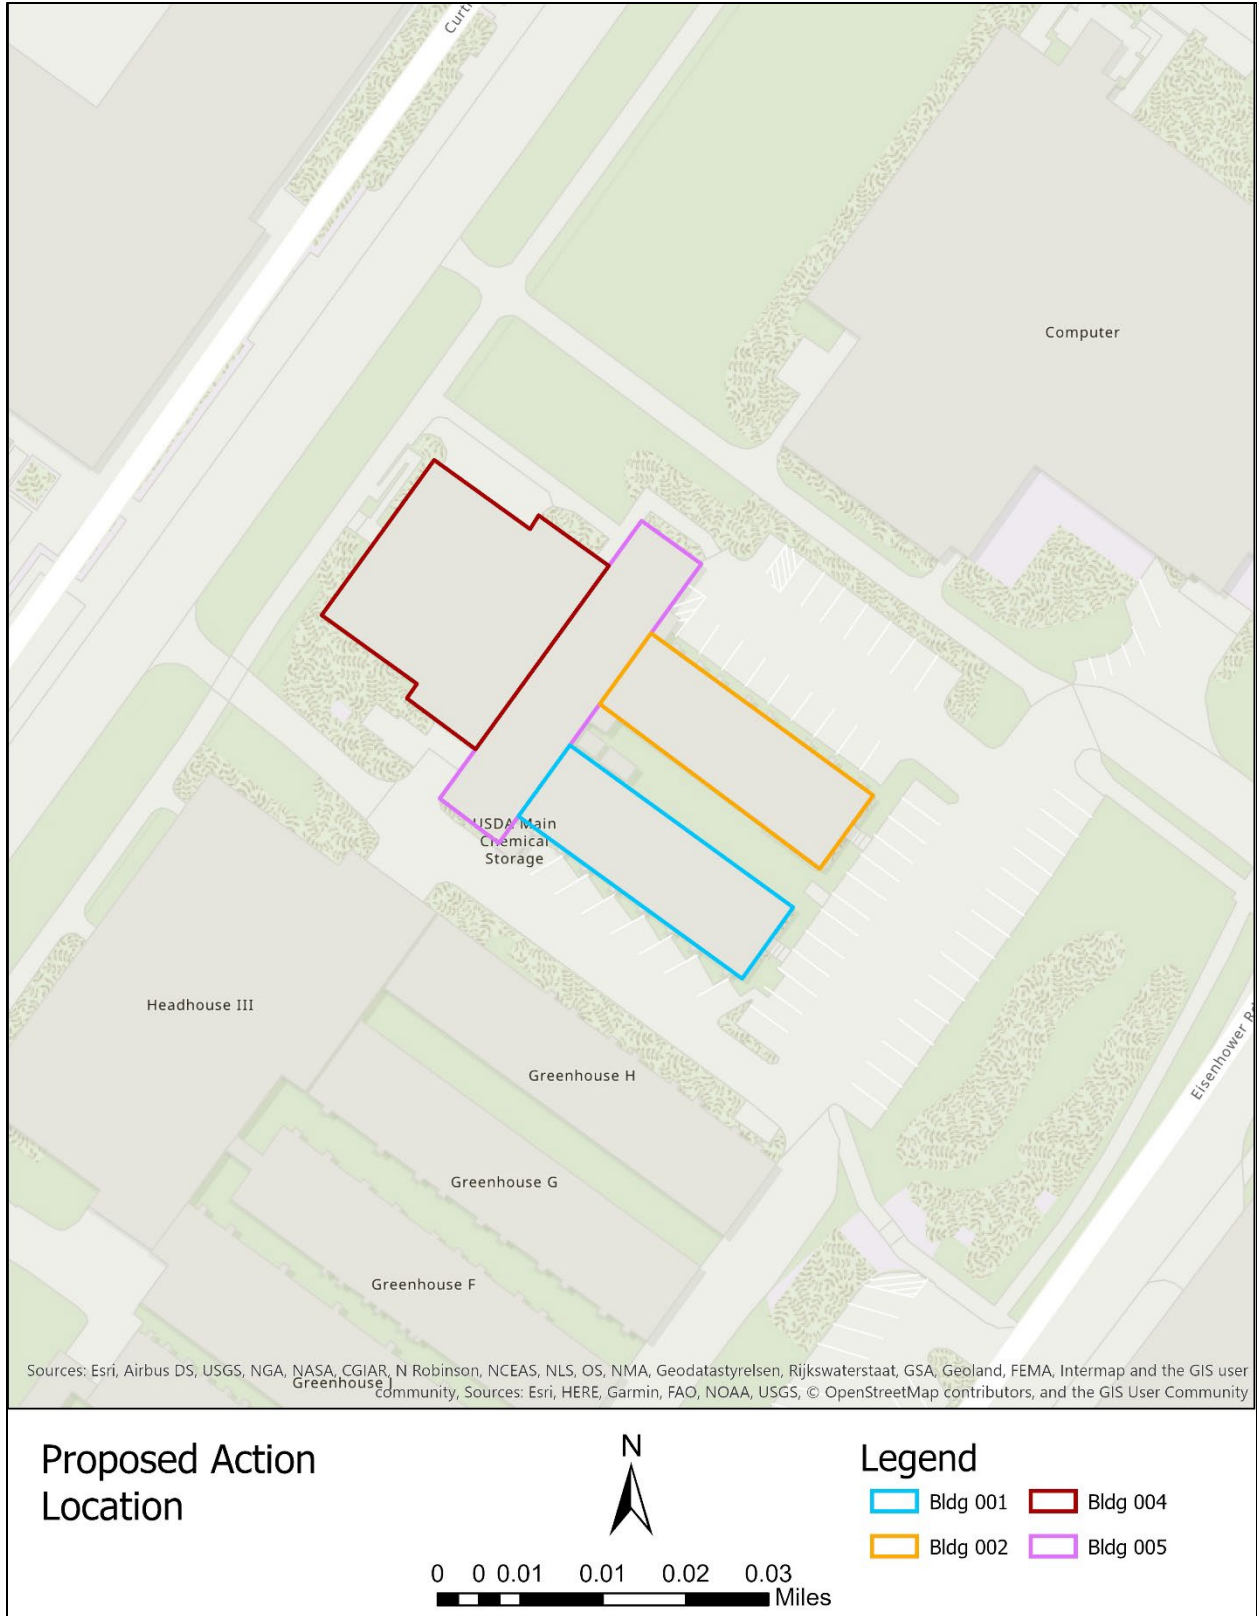 Curti
Computer
USDA Main
Chemical
Storage
Headhouse III
Eisenhower Rd
Greenhouse H
Greenhouse G
Greenhouse F
Sources: Esri, Airbus DS, USGS, NGA, NASA, CGIAR, N Robinson, NCEAS, NLS, OS, NMA, Geodatastyrelsen, Rijkswaterstaat, GSA, Geoland, FEMA, Intermap and the GIS user
Greenhouse I
community, Sources: Esri, HERE, Garmin, FAO, NOAA, USGS, © OpenStreetMap contributors, and the GIS User Community
Proposed Action
Location
N
0 0 0.01 0.01 0.02 0.03
Miles
Legend
Bldg 001 Bldg 004
Bldg 002 Bldg 005